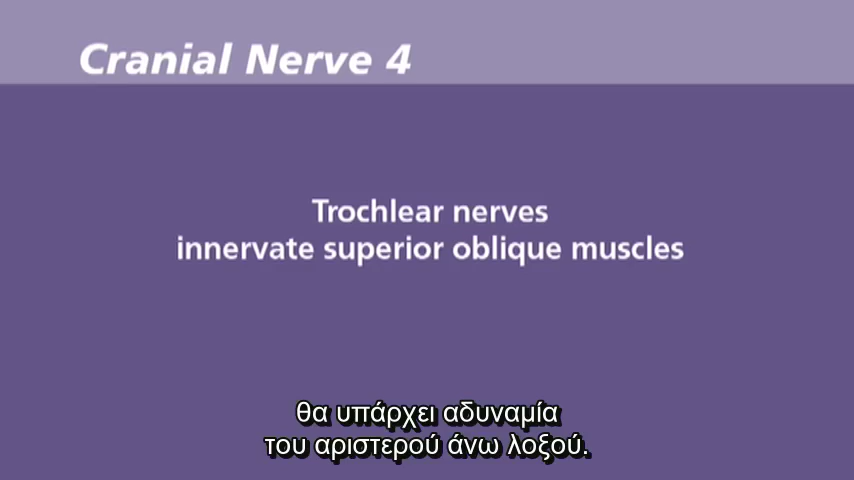 Cranial Nerve 4
Trochlear nerves
innervate superior oblique muscles
θα υπάρχει αδυναμία
του αριστερού άνω λοξού.